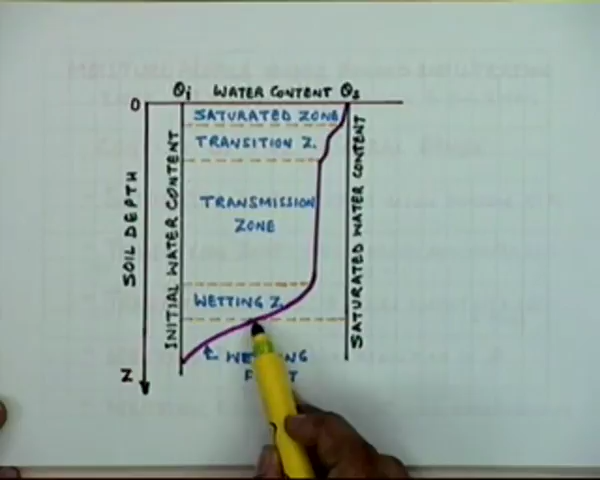 θi WATER CONTENT θs
0
SATURATED ZONE
TRANSITION Z.
TRANSMISSION
ZONE
WETTING Z.
SOIL DEPTH
INITIAL WATER CONTENT
SATURATED WATER CONTENT
Z